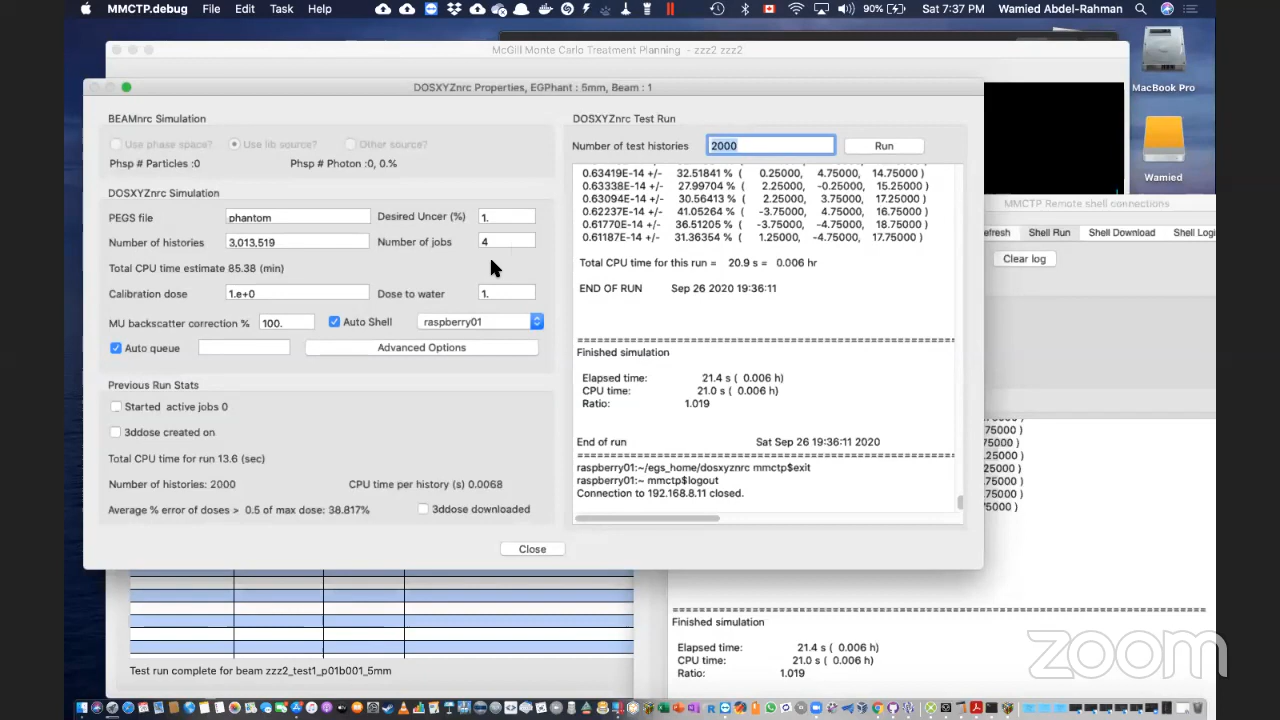 MMCTP.debug File Edit Task Help 90% Sat 7:37 PM Wamied Abdel-Rahman
McGill Monte Carlo Treatment Planning - zzz2 zzz2
MacBook Pro
Wamied
DOSXYZnrc Properties, EGPhant : 5mm, Beam : 1
BEAMnrc Simulation
Use phase space? Use lib source? Other source?
Phsp # Particles :0 Phsp # Photon :0, 0.%
DOSXYZnrc Simulation
PEGS file phantom Desired Uncer (%) 1.
Number of histories 3,013,519 Number of jobs 4
Total CPU time estimate 85.38 (min)
Calibration dose 1.e+0 Dose to water 1.
MU backscatter correction % 100. Auto Shell raspberry01
Auto queue Advanced Options
Previous Run Stats
Started active jobs 0
3ddose created on
Total CPU time for run 13.6 (sec)
Number of histories: 2000 CPU time per history (s) 0.0068
Average % error of doses > 0.5 of max dose: 38.817% 3ddose downloaded
Close
DOSXYZnrc Test Run
Number of test histories 2000 Run
0.63419E-14 +/- 32.51841 % ( 0.25000, 4.75000, 14.75000 )
0.63338E-14 +/- 27.99704 % ( 2.25000, -0.25000, 15.25000 )
0.63094E-14 +/- 30.56413 % ( 2.25000, 3.75000, 17.25000 )
0.62237E-14 +/- 41.05264 % ( -3.75000, 4.75000, 16.75000 )
0.61770E-14 +/- 36.51205 % ( -3.75000, -4.75000, 18.75000 )
0.61187E-14 +/- 31.36354 % ( 1.25000, -4.75000, 17.75000 )
Total CPU time for this run = 20.9 s = 0.006 hr
END OF RUN Sep 26 2020 19:36:11
==========================================================
Finished simulation
Elapsed time: 21.4 s ( 0.006 h)
CPU time: 21.0 s ( 0.006 h)
Ratio: 1.019
End of run Sat Sep 26 19:36:11 2020
==========================================================
raspberry01:~/egs_home/dosxyznrc mmctp$exit
raspberry01:~ mmctp$logout
Connection to 192.168.8.11 closed.
MMCTP Remote shell connections
efresh Shell Run Shell Download Shell Logi
Clear log
75000 )
75000 )
.25000 )
25000 )
75000 )
75000 )
75000 )
==========================================================
Finished simulation
Elapsed time: 21.4 s ( 0.006 h)
CPU time: 21.0 s ( 0.006 h)
Ratio: 1.019
Test run complete for beam zzz2_test1_p01b001_5mm
zoom